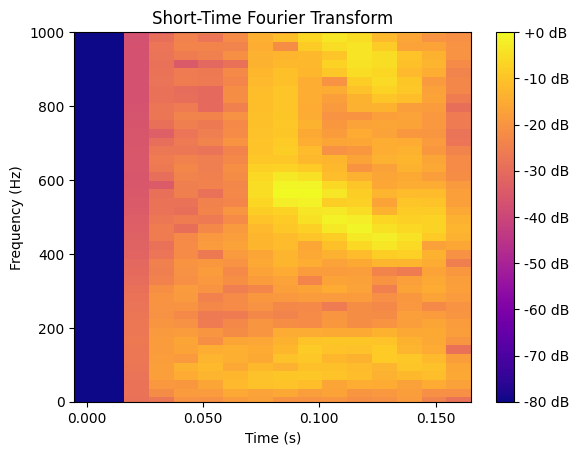 Short-Time Fourier Transform
1000
800
600
400
200
0
Frequency (Hz)
0.000
0.050
0.100
0.150
Time (s)
+0 dB
-10 dB
-20 dB
-30 dB
-40 dB
-50 dB
-60 dB
-70 dB
-80 dB